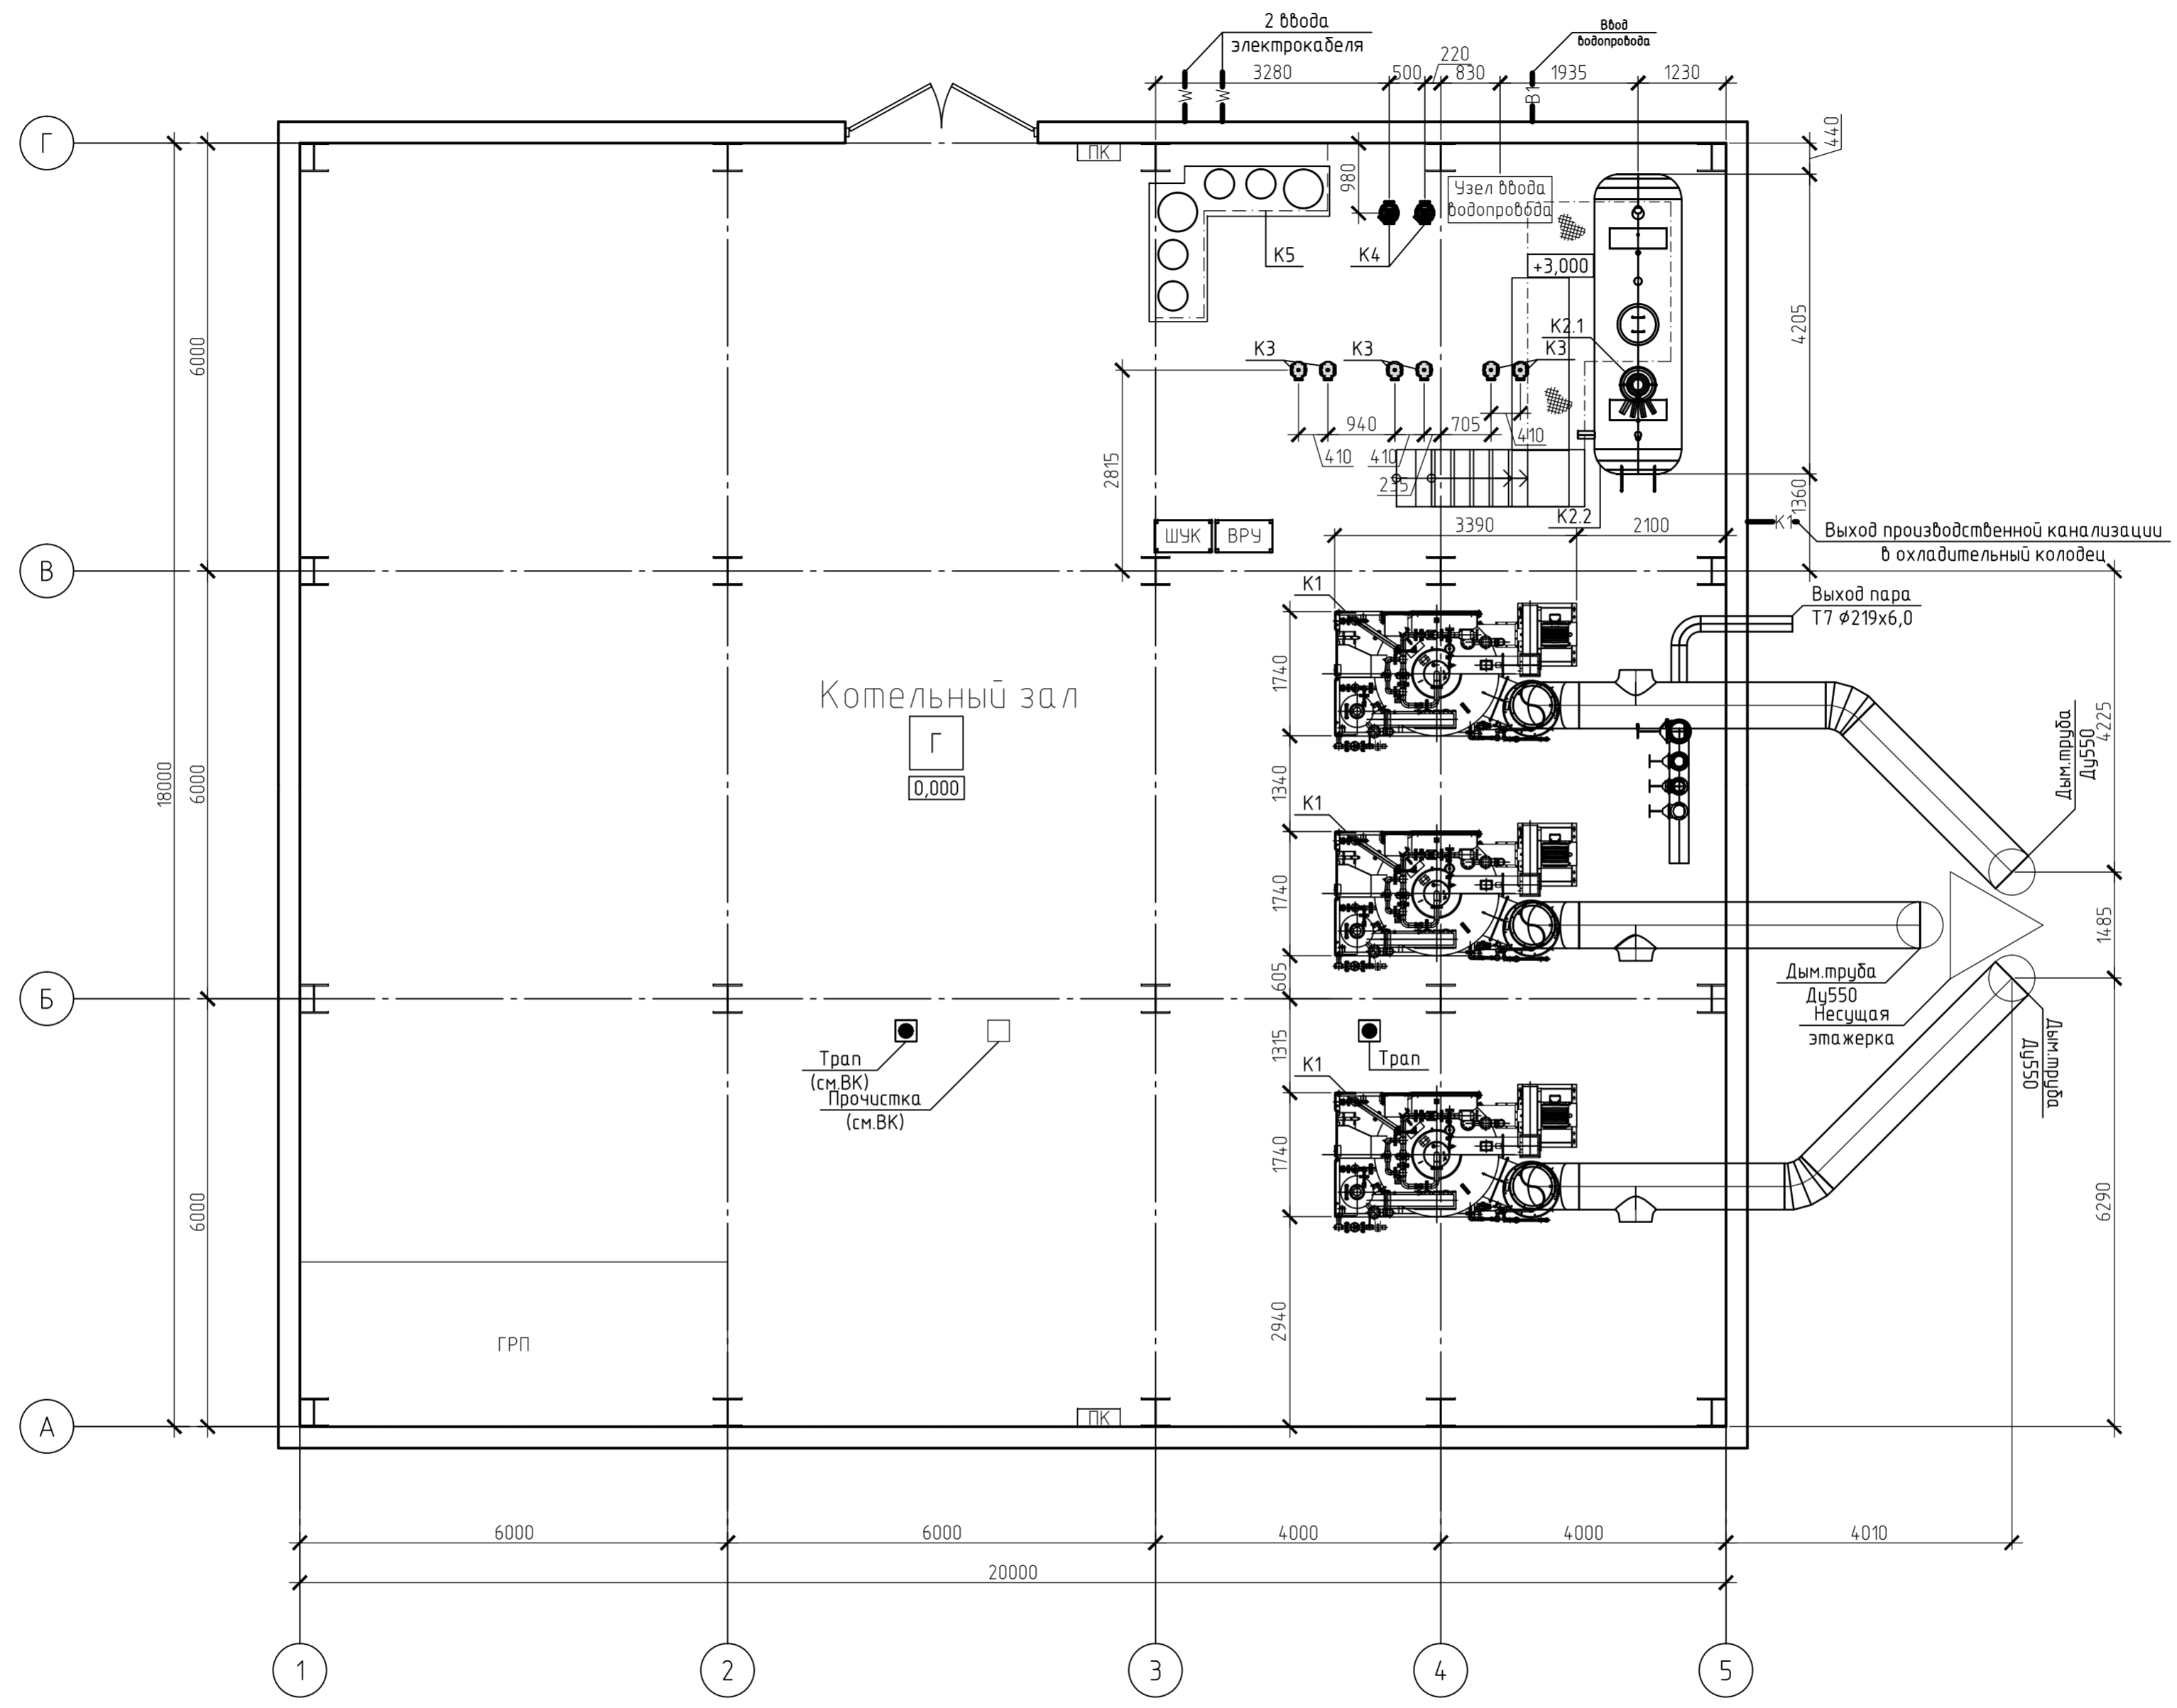 2 ввода
электрокабеля
Ввод
водопровода
3280
500
220
830
1935
1230
W
W
В1
440
Г
ПК
980
Узел ввода
водопровода
К5
К4
+3,000
4205
6000
К2.1
К3
К3
К3
940
705
410
410
410
235
2815
1360
3390
К2.2
2100
К1
Выход производственной канализации
в охладительный колодец
ШУК
ВРУ
В
К1
Выход пара
Т7 ϕ219х6,0
1740
Котельный зал
Г
0,000
18000
6000
4225
Дым.труба
Ду550
1340
К1
1740
1485
605
Дым.труба
Ду550
Несущая
этажерка
Б
Трап
(см.ВК)
Прочистка
(см.ВК)
1315
Трап
К1
Дым.труба
Ду550
1740
6000
6290
2940
ГРП
ПК
А
6000
6000
4000
4000
4010
20000
1
2
3
4
5